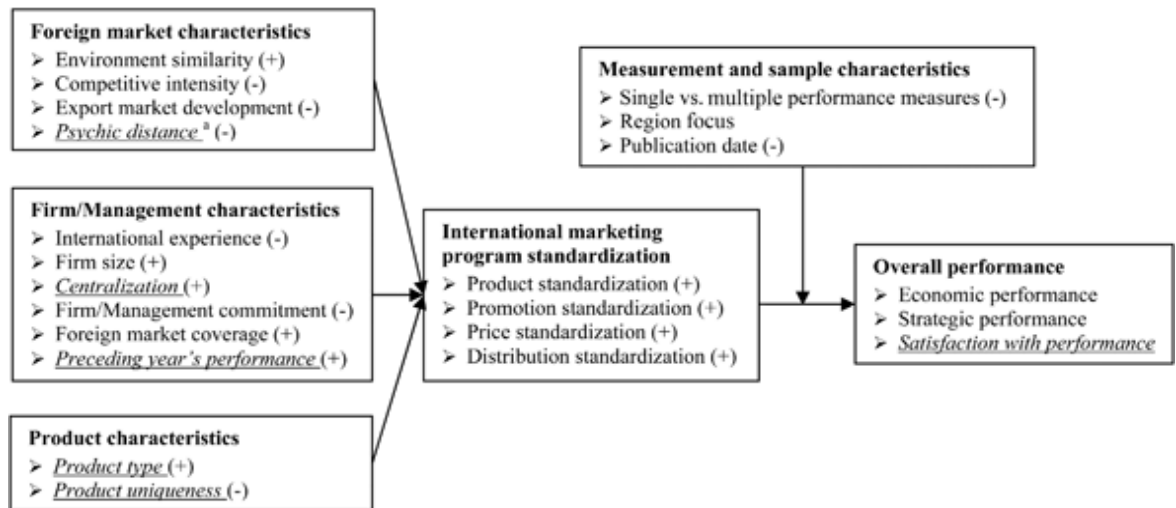 Foreign market characteristics
➢ Environment similarity (+)
➢ Competitive intensity (-)
➢ Export market development (-)
➢ Psychic distance a (-)
Firm/Management characteristics
➢ International experience (-)
➢ Firm size (+)
➢ Centralization (+)
➢ Firm/Management commitment (-)
➢ Foreign market coverage (+)
➢ Preceding year's performance (+)
Product characteristics
➢ Product type (+)
➢ Product uniqueness (-)
International marketing
program standardization
➢ Product standardization (+)
➢ Promotion standardization (+)
➢ Price standardization (+)
➢ Distribution standardization (+)
Measurement and sample characteristics
➢ Single vs. multiple performance measures (-)
➢ Region focus
➢ Publication date (-)
Overall performance
➢ Economic performance
➢ Strategic performance
➢ Satisfaction with performance